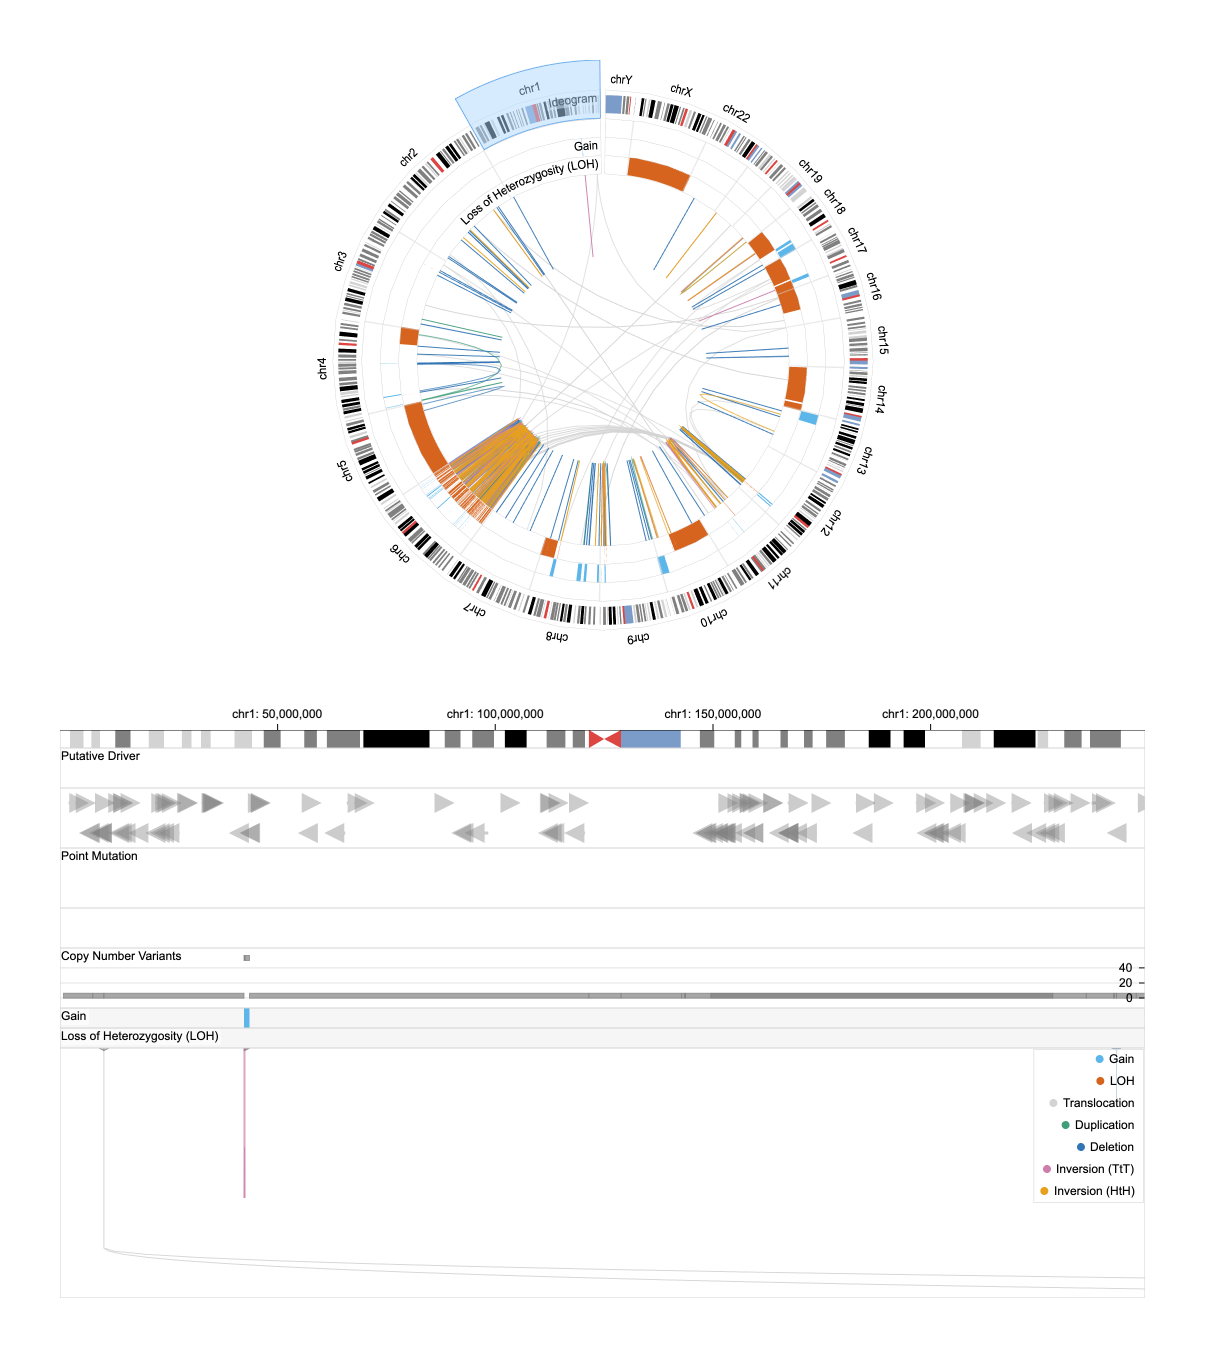 chrY
chrX
chr22
chr19
chr18
chr17
chr16
chr15
chr14
chr13
chr12
chr11
chr10
chr9
chr8
chr7
chr6
chr5
chr4
chr3
chr2
chr1
Ideogram
Gain
Loss of Heterozygosity (LOH)
chr1: 50,000,000
chr1: 100,000,000
chr1: 150,000,000
chr1: 200,000,000
Putative Driver
Point Mutation
Copy Number Variants
40
20
0
Gain
Loss of Heterozygosity (LOH)
Gain
LOH
Translocation
Duplication
Deletion
Inversion (TtT)
Inversion (HtH)